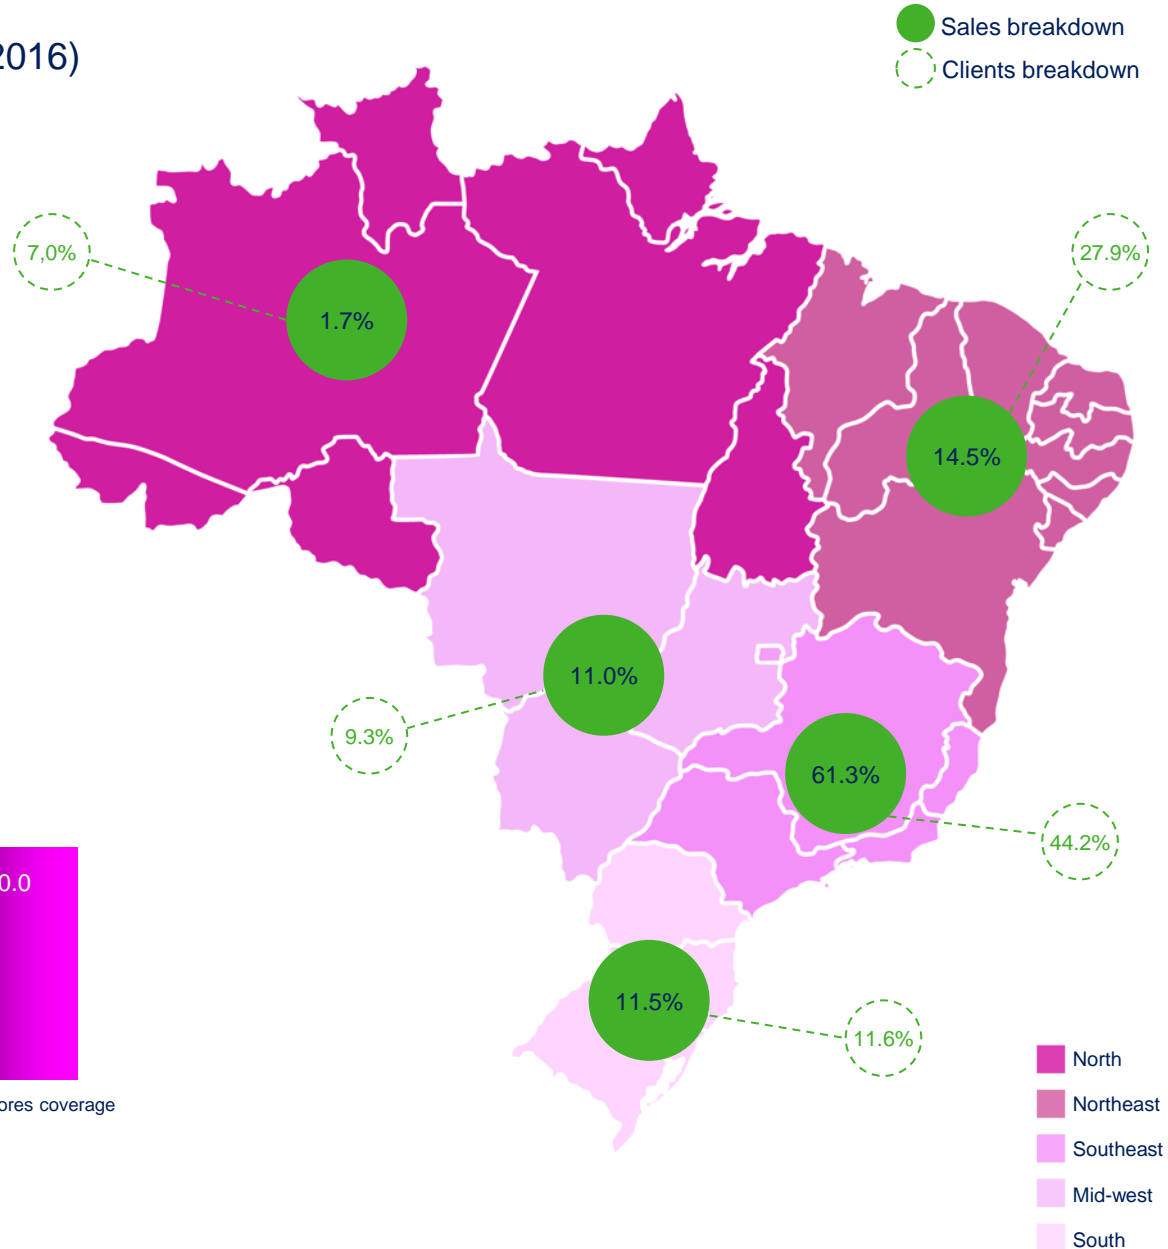 2016)
Sales breakdown
Clients breakdown
7,0%
1.7%
27.9%
14.5%
11.0%
9.3%
61.3%
44.2%
11.5%
11.6%
0.0
ores coverage
North
Northeast
Southeast
Mid-west
South